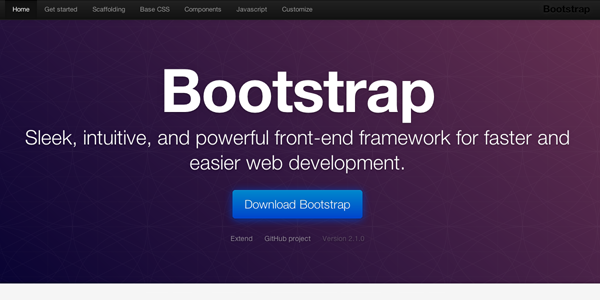 Home Get started Scaffolding Base CSS Components Javascript Customize Bootstrap
Bootstrap
Sleek, intuitive, and powerful front-end framework for faster and
easier web development.
Download Bootstrap
Extend GitHub project Version 2.1.0